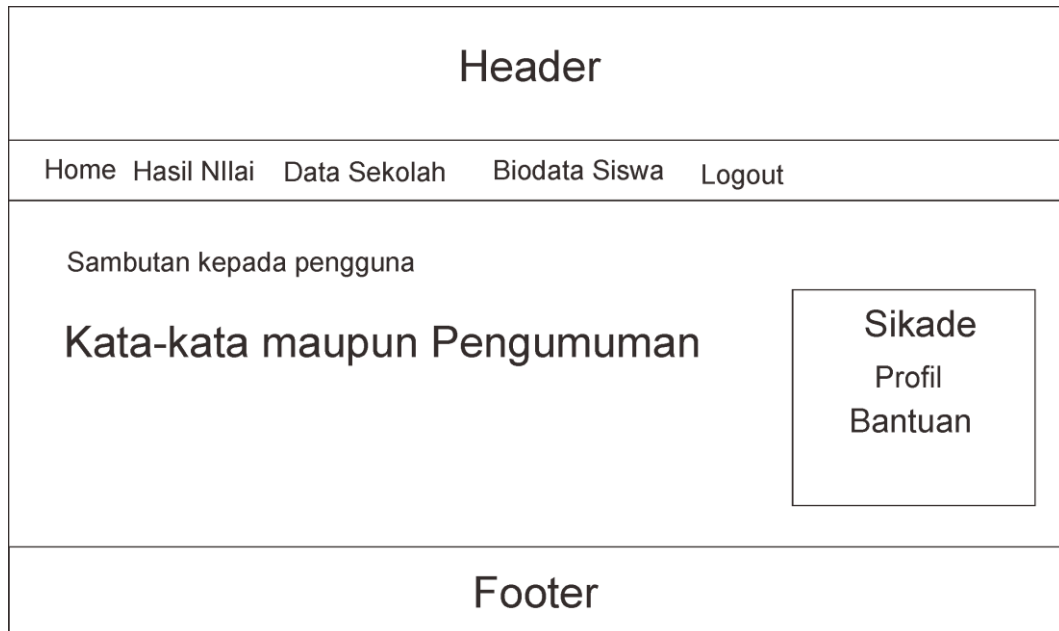 Header
Home Hasil NIlai Data Sekolah Biodata Siswa Logout
Sambutan kepada pengguna
Kata-kata maupun Pengumuman
Sikade
Profil
Bantuan
Footer